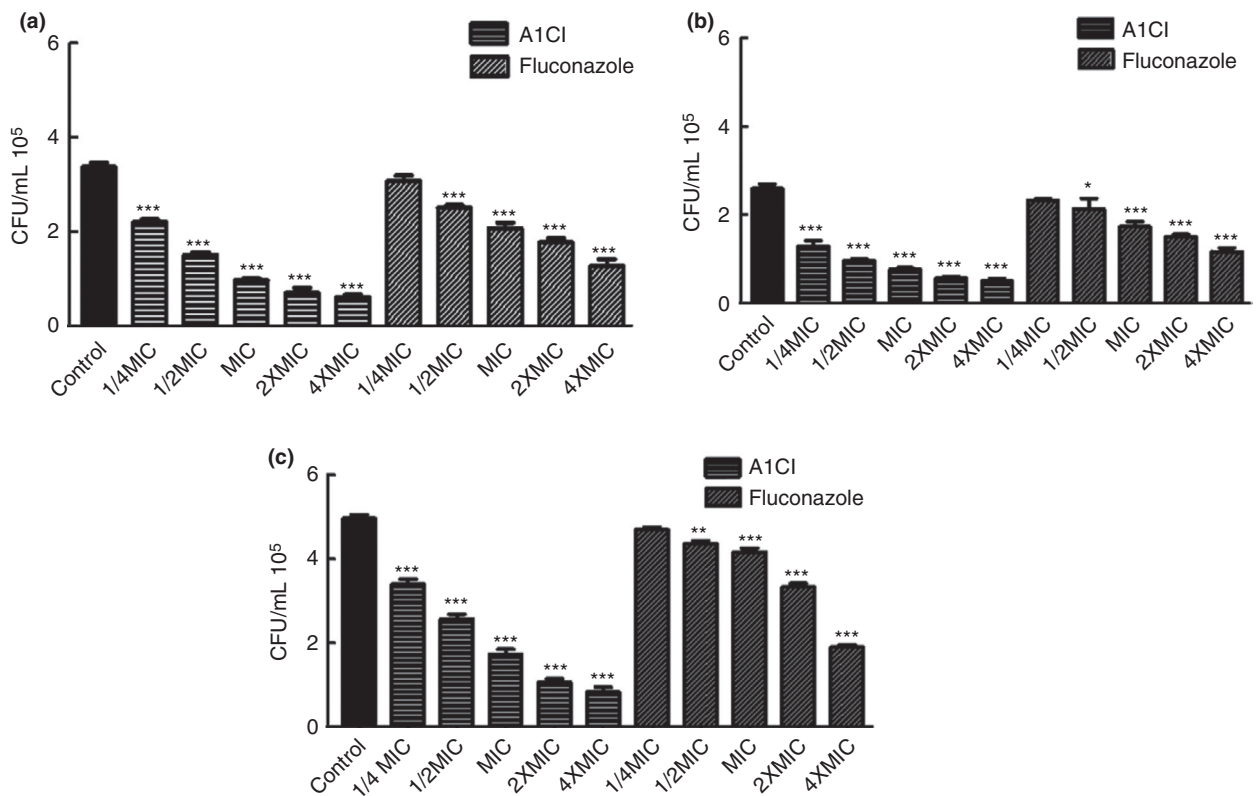 (a)
A1Cl
Fluconazole
6
4
2
0
CFU/mL 10⁵
***
***
***
***
***
***
***
***
***
Control
1/4MIC
1/2MIC
MIC
2XMIC
4XMIC
1/4MIC
1/2MIC
MIC
2XMIC
4XMIC
(b)
A1Cl
Fluconazole
6
4
2
0
CFU/mL 10⁵
***
***
***
***
***
*
***
***
***
Control
1/4MIC
1/2MIC
MIC
2XMIC
4XMIC
1/4MIC
1/2MIC
MIC
2XMIC
4XMIC
(c)
A1Cl
Fluconazole
6
4
2
0
CFU/mL 10⁵
***
***
***
***
***
**
***
***
***
Control
1/4 MIC
1/2MIC
MIC
2XMIC
4XMIC
1/4MIC
1/2MIC
MIC
2XMIC
4XMIC